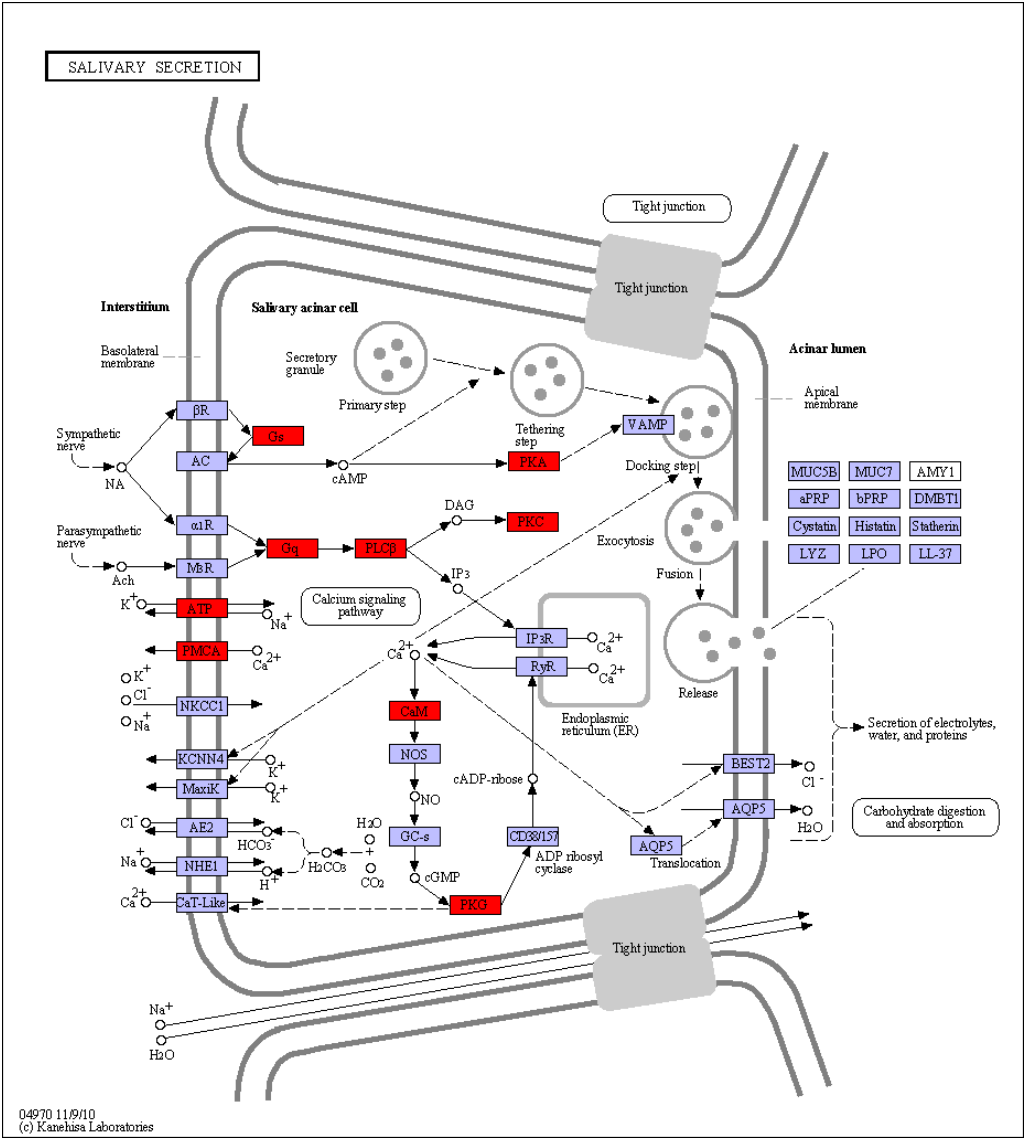 SALIVARY SECRETION
Tight junction
Tight junction
Interstitium
Salivary acinar cell
Acinar lumen
Basolateral
membrane
Secretory
granule
Primary step
Tethering
step
Apical
membrane
βR
Gs
VAMP
Sympathetic
nerve
NA
AC
cAMP
PKA
Docking step
MUC5B
MUC7
AMY1
aPRP
bPRP
DMBT1
Cystatin
Histatin
Statherin
LYZ
LPO
LL-37
α1R
DAG
PKC
Exocytosis
Parasympathetic
nerve
Ach
M3R
Gq
PLCβ
IP3
Fusion
K+
ATP
Na+
Calcium signaling
pathway
PMCA
Ca2+
Ca2+
IP3R
Ca2+
RyR
Ca2+
Release
K+
Cl-
Na+
NKCC1
CaM
Endoplasmic
reticulum (ER)
Secretion of electrolytes,
water, and proteins
KCNN4
K+
NOS
BEST2
Cl -
MaxiK
K+
NO
cADP-ribose
AQP5
H2O
Carbohydrate digestion
and absorption
Cl-
AE2
HCO3-
H2O
+
CO2
H2CO3
GC-s
CD38/157
ADP ribosyl
cyclase
AQP5
Translocation
Na+
NHE1
H+
cGMP
Ca2+
CaT-Like
PKG
Tight junction
Na+
H2O
04970 11/9/10
(c) Kanehisa Laboratories